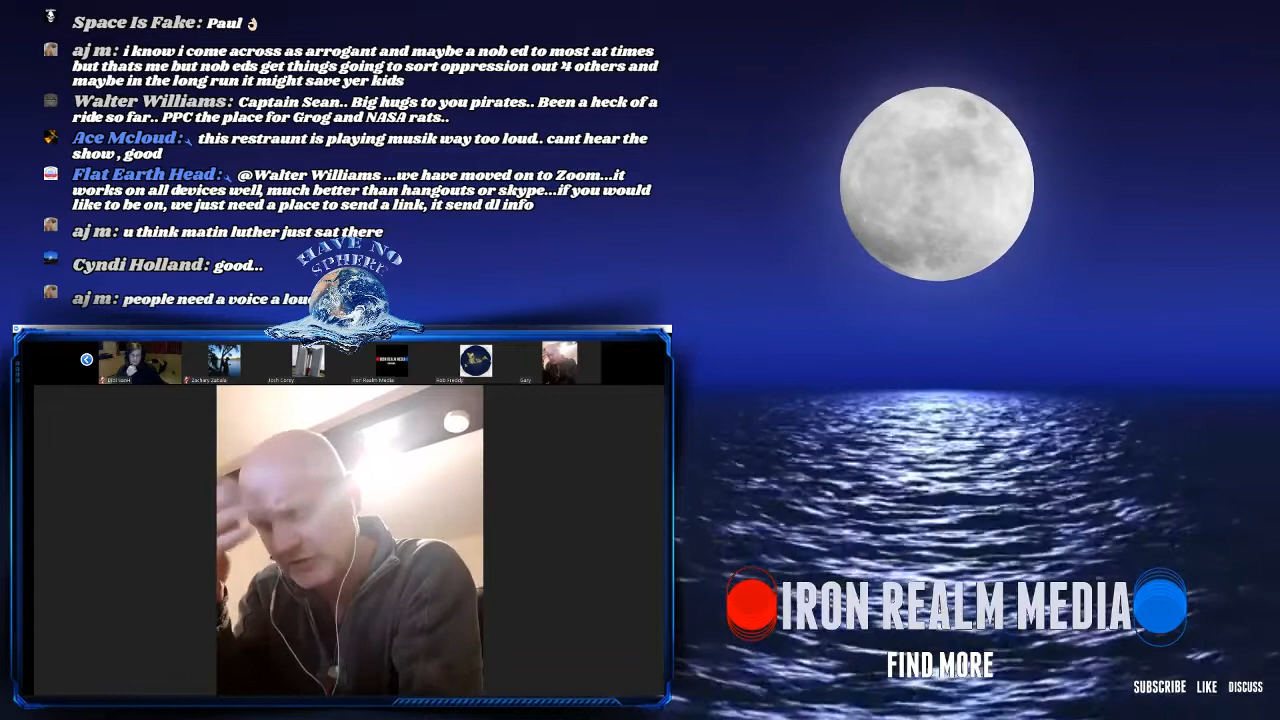 Space Is Fake: Paul 👌🏻
aj m: i know i come across as arrogant and maybe a nob ed to most at times
but thats me but nob eds get things going to sort oppression out 4 others and
maybe in the long run it might save yer kids
Walter Williams: Captain Sean.. Big hugs to you pirates.. Been a heck of a
ride so far.. PPC the place for Grog and NASA rats..
Ace Mcloud: this restraunt is playing musik way too loud.. cant hear the
show , good
Flat Earth Head: @Walter Williams ...we have moved on to Zoom...it
works on all devices well, much better than hangouts or skype...if you would
like to be on, we just need a place to send a link, it send dl info
aj m: u think matin luther just sat there
HAVE NO
SPHERE
Cyndi Holland: good...
aj m: people need a voice a lou
Zachary Zabala
Josh Corey
Iron Realm Media
Rob Freddy
Gary
IRON REALM MEDIA
IRON REALM MEDIA
FIND MORE
SUBSCRIBE LIKE DISCUSS